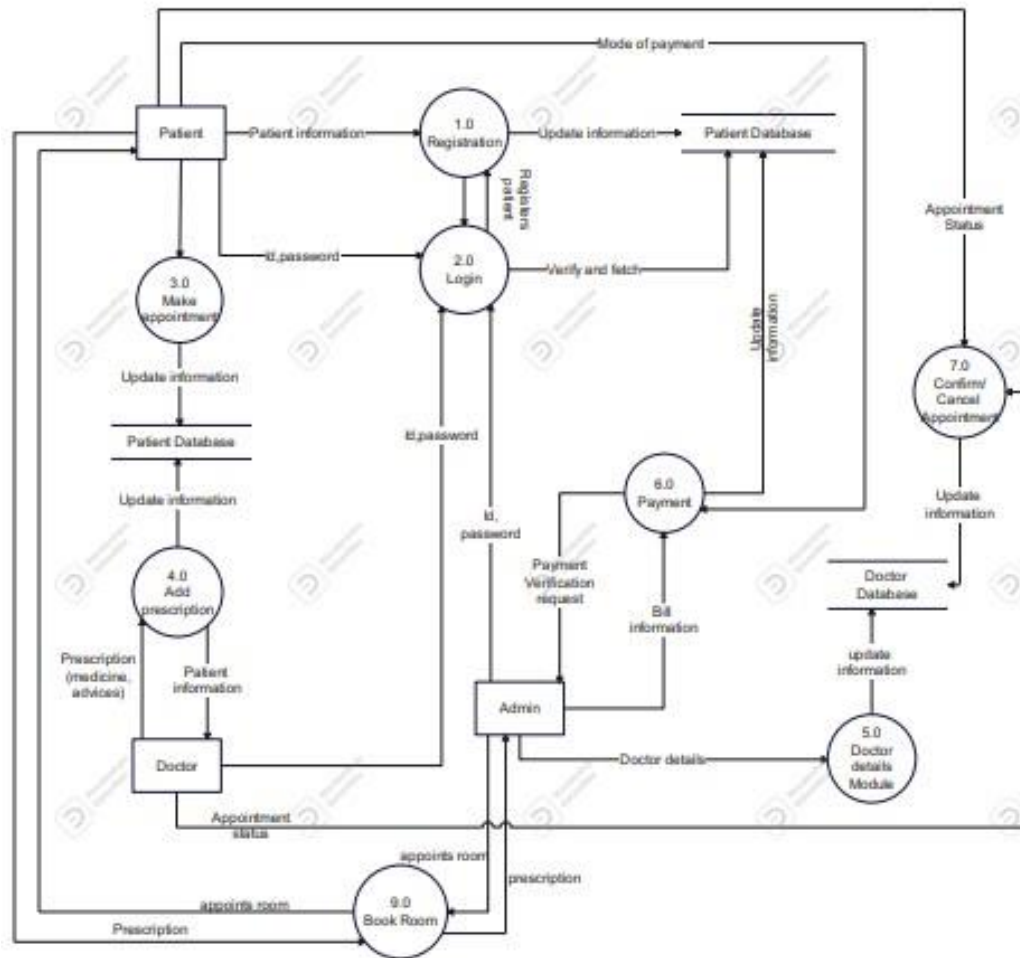 Mode of payment
Patient
Patient information
1.0
Registration
Update information
Patient Database
Registers
patient
Appointment
Status
Id,password
2.0
Login
Verify and fetch
3.0
Make
appointment
Update
information
Update information
7.0
Confirm/
Cancel
Appointment
Patient Database
Id,password
Update information
6.0
Payment
Update
information
Id,
password
4.0
Add
prescription
Payment
Verification
request
Doctor
Database
Bill
information
Prescription
(medicine,
advices)
Patient
information
update
information
Admin
5.0
Doctor
details
Module
Doctor
Doctor details
Appointment
status
appoints room
prescription
9.0
Book Room
appoints room
Prescription